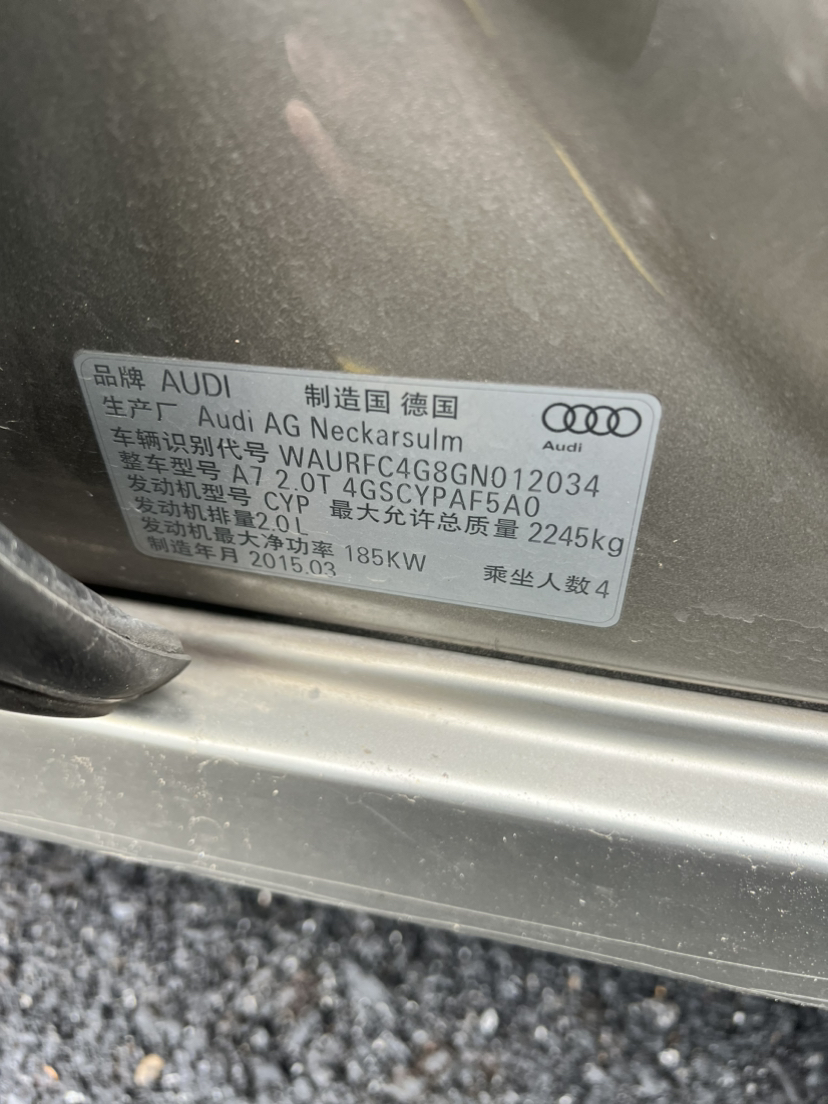 品牌 AUDI 制造国 德国
生产厂 Audi AG Neckarsulm
Audi
车辆识别代号 WAURFC4G8GN012034
整车型号 A7 2.0T 4GSCYPAF5A0
发动机型号 CYP 最大允许总质量 2245kg
发动机排量2.0L
发动机最大净功率 185KW 乘坐人数4
制造年月 2015.03